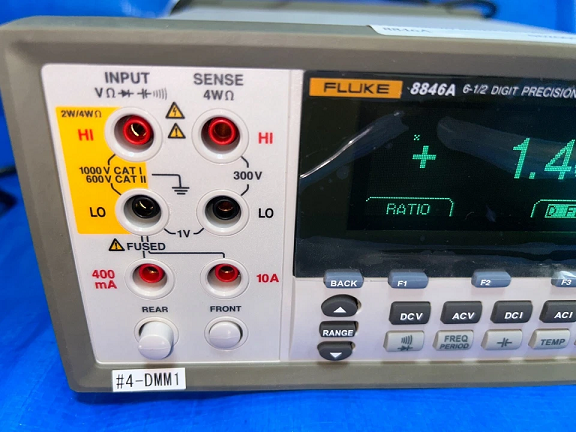 INPUT
VΩ
SENSE
4WΩ
2W/4WΩ
HI
HI
1000V CAT I
600V CAT II
300V
LO
LO
1V
FUSED
400
mA
10A
REAR
FRONT
#4-DMM1
FLUKE 8846A 6-1/2 DIGIT PRECISION
+ 1.4
RATIO
BACK
F1
F2
F3
RANGE
DCV
ACV
DCI
ACI
FREQ
PERIOD
TEMP